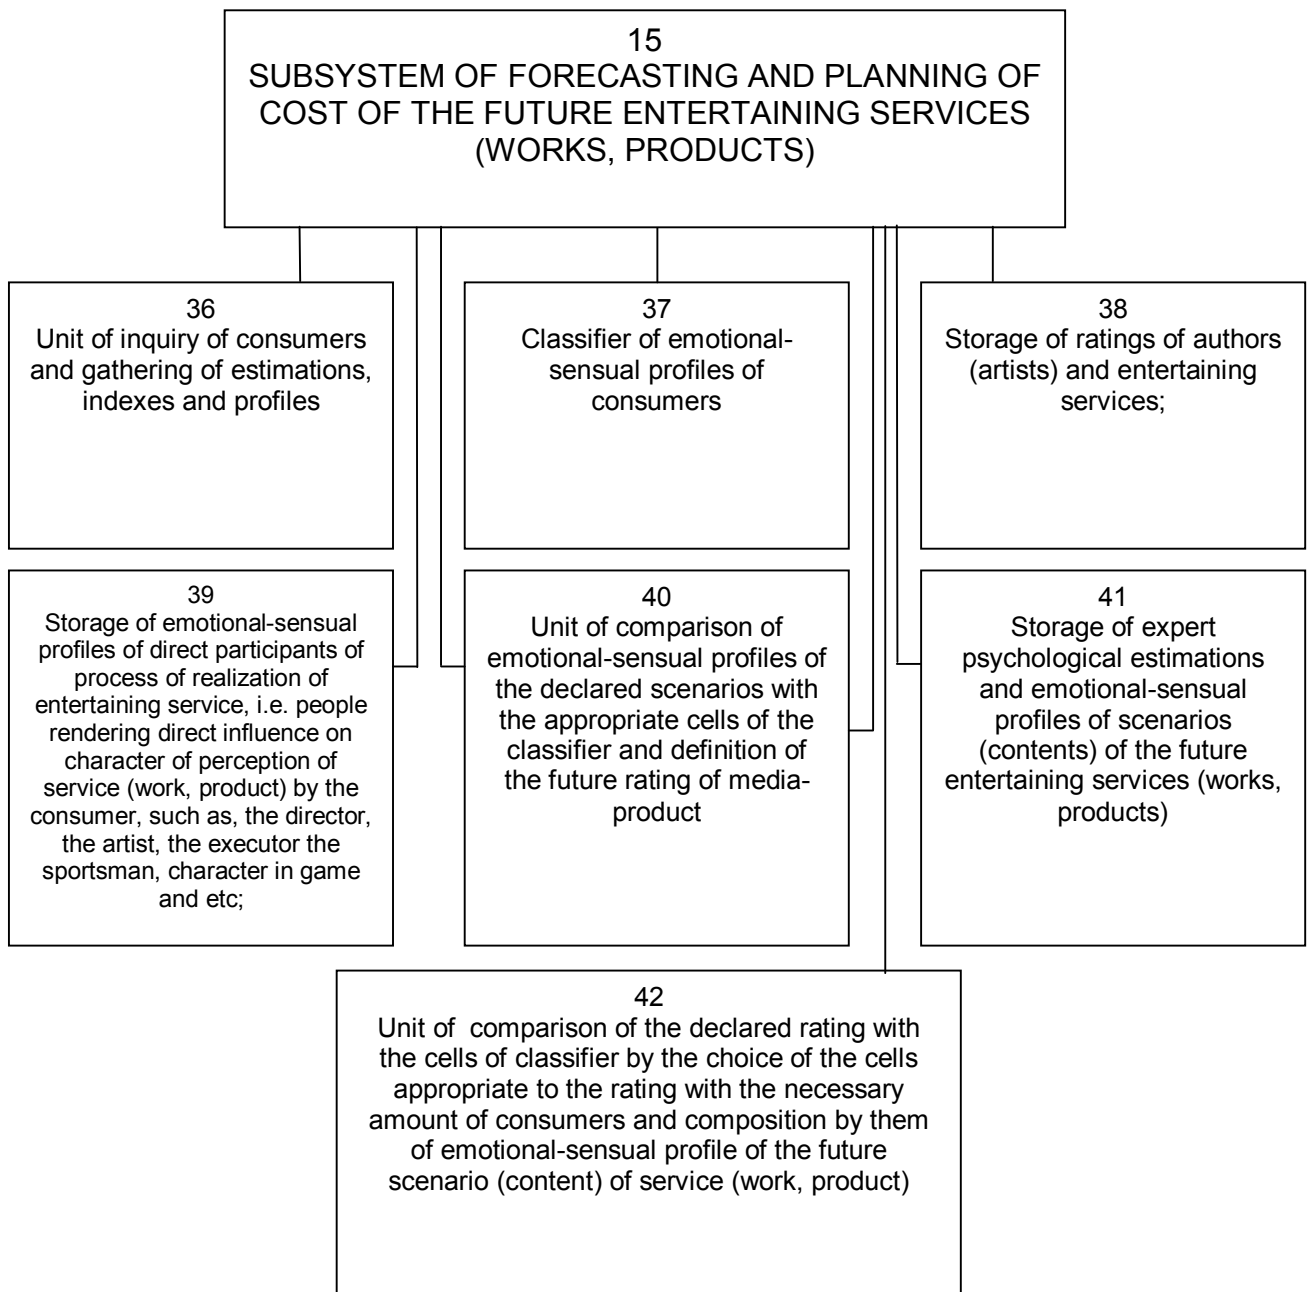 15
SUBSYSTEM OF FORECASTING AND PLANNING OF
COST OF THE FUTURE ENTERTAINING SERVICES
(WORKS, PRODUCTS)
36
Unit of inquiry of consumers
and gathering of estimations,
indexes and profiles
37
Classifier of emotional-
sensual profiles of
consumers
38
Storage of ratings of authors
(artists) and entertaining
services;
39
Storage of emotional-sensual
profiles of direct participants of
process of realization of
entertaining service, i.e. people
rendering direct influence on
character of perception of
service (work, product) by the
consumer, such as, the director,
the artist, the executor the
sportsman, character in game
and etc;
40
Unit of comparison of
emotional-sensual profiles of
the declared scenarios with
the appropriate cells of the
classifier and definition of
the future rating of media-
product
41
Storage of expert
psychological estimations
and emotional-sensual
profiles of scenarios
(contents) of the future
entertaining services (works,
products)
42
Unit of comparison of the declared rating with
the cells of classifier by the choice of the cells
appropriate to the rating with the necessary
amount of consumers and composition by them
of emotional-sensual profile of the future
scenario (content) of service (work, product)